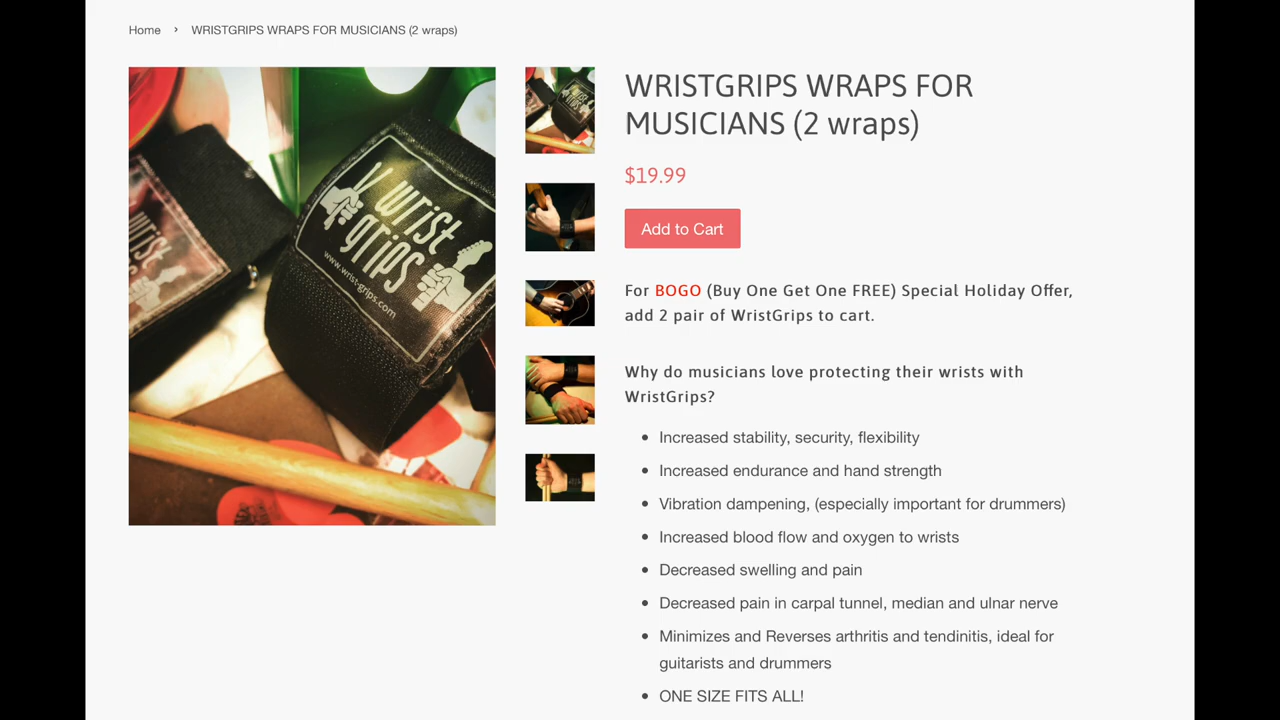 Home › WRISTGRIPS WRAPS FOR MUSICIANS (2 wraps)
wrist
grips
www.wrist-grips.com
WRISTGRIPS WRAPS FOR
MUSICIANS (2 wraps)
$19.99
Add to Cart
For BOGO (Buy One Get One FREE) Special Holiday Offer,
add 2 pair of WristGrips to cart.
Why do musicians love protecting their wrists with
WristGrips?
• Increased stability, security, flexibility
• Increased endurance and hand strength
• Vibration dampening, (especially important for drummers)
• Increased blood flow and oxygen to wrists
• Decreased swelling and pain
• Decreased pain in carpal tunnel, median and ulnar nerve
• Minimizes and Reverses arthritis and tendinitis, ideal for
guitarists and drummers
• ONE SIZE FITS ALL!